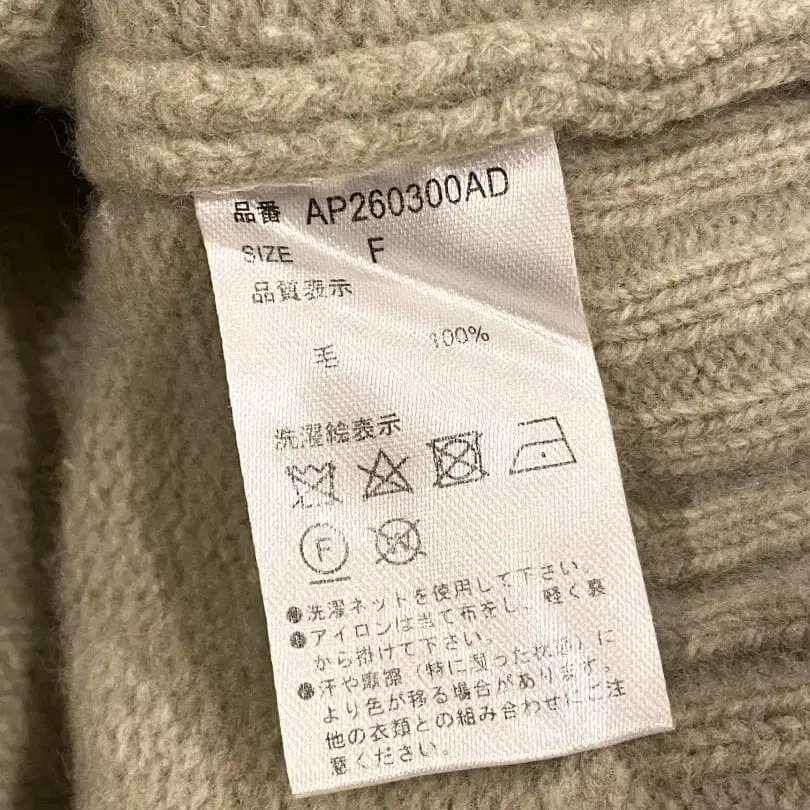 品番 AP260300AD
SIZE F
品質表示
毛 100%
洗濯絵表示
F
W
●洗濯ネットを使用して下さい。
●アイロンは当て布をし、軽く裏
から掛けて下さい。
●汗や摩擦(特に湿った状態)に
より色が移る場合があります。
他の衣類との組み合わせにご注
意ください。